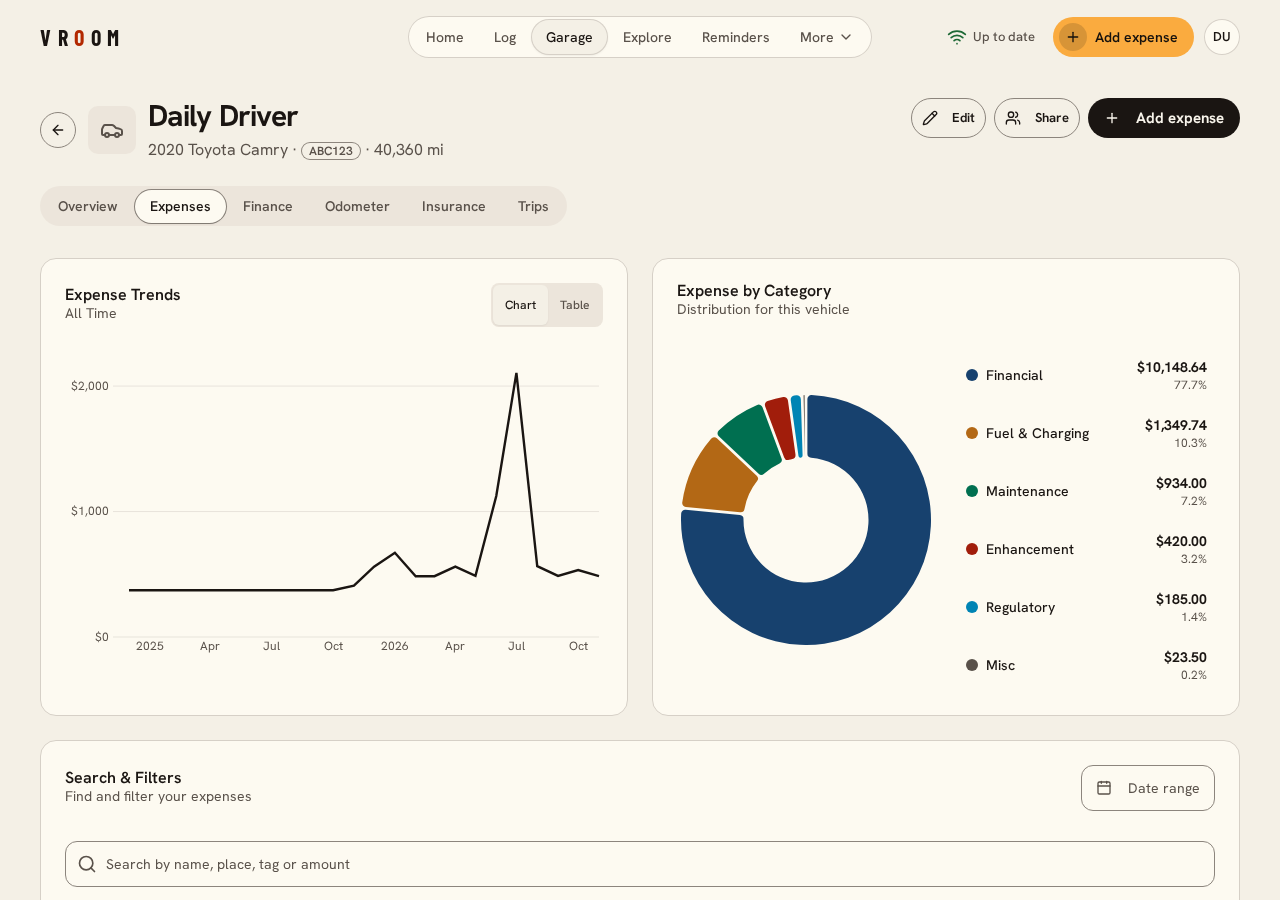 VROOM
Home Log Garage Explore Reminders More
Up to date
Add expense
DU
Daily Driver
2020 Toyota Camry · ABC123 · 40,360 mi
Edit
Share
Add expense
Overview Expenses Finance Odometer Insurance Trips
Expense Trends
All Time
Chart Table
$2,000
$1,000
$0
2025 Apr Jul Oct 2026 Apr Jul Oct
Expense by Category
Distribution for this vehicle
Financial $10,148.64
77.7%
Fuel & Charging $1,349.74
10.3%
Maintenance $934.00
7.2%
Enhancement $420.00
3.2%
Regulatory $185.00
1.4%
Misc $23.50
0.2%
Search & Filters
Find and filter your expenses
Date range
Search by name, place, tag or amount